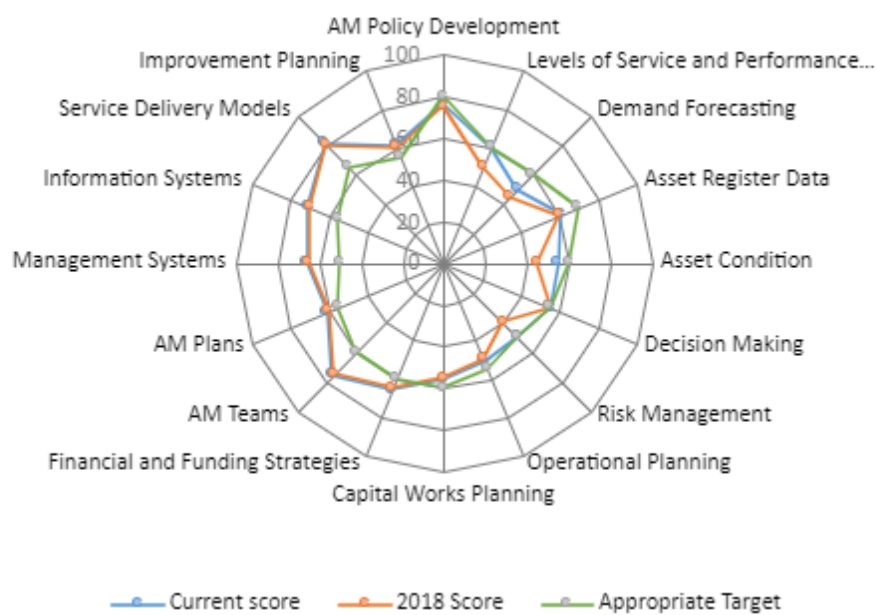 AM Policy Development
Improvement Planning
Levels of Service and Performance...
Service Delivery Models
Demand Forecasting
Information Systems
Asset Register Data
Management Systems
Asset Condition
AM Plans
Decision Making
AM Teams
Risk Management
Financial and Funding Strategies
Operational Planning
Capital Works Planning
100
80
60
40
20
0
Current score
2018 Score
Appropriate Target